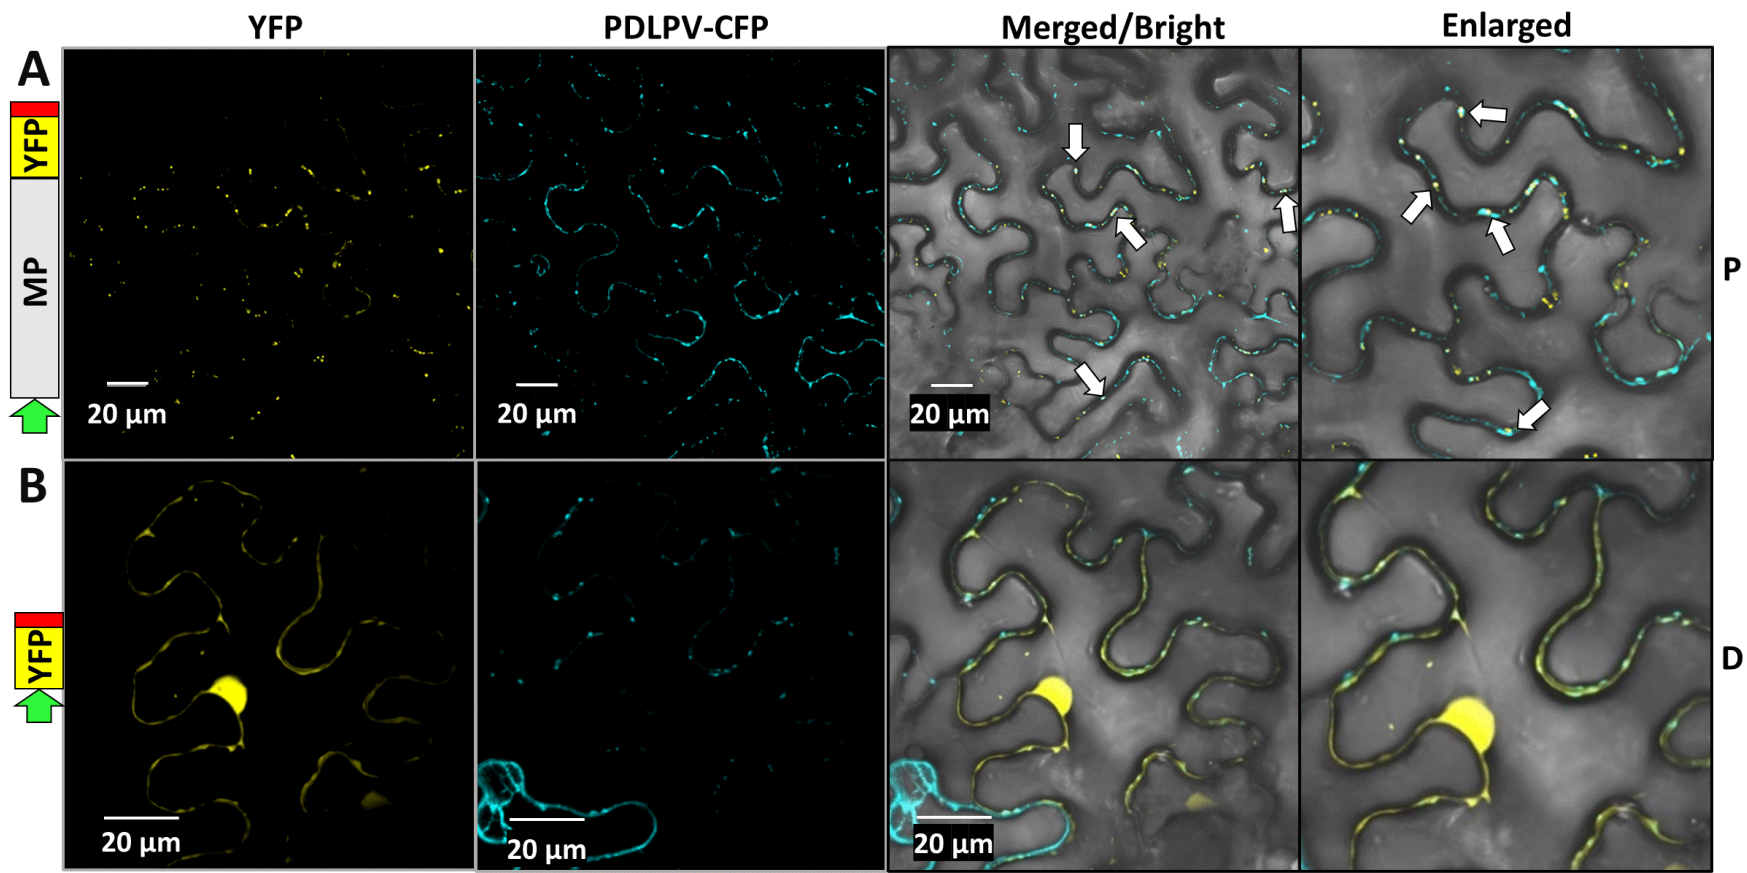 YFP PDLPV-CFP Merged/Bright Enlarged
A
YFP
MP
20 µm 20 µm 20 µm
P
B
YFP
20 µm 20 µm 20 µm
D